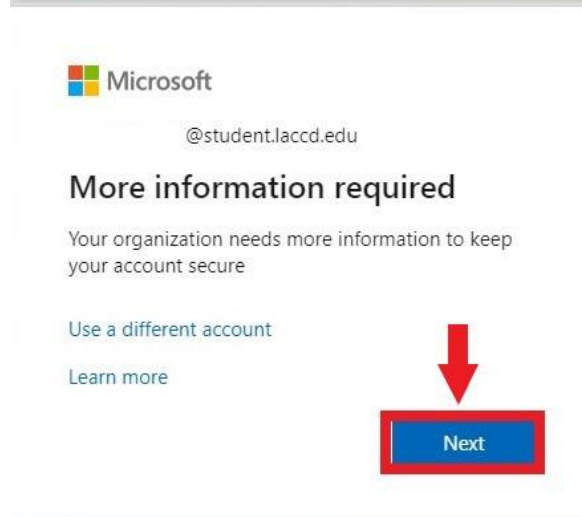 Microsoft
@student.laccd.edu
More information required
Your organization needs more information to keep
your account secure
Use a different account
Learn more
Next